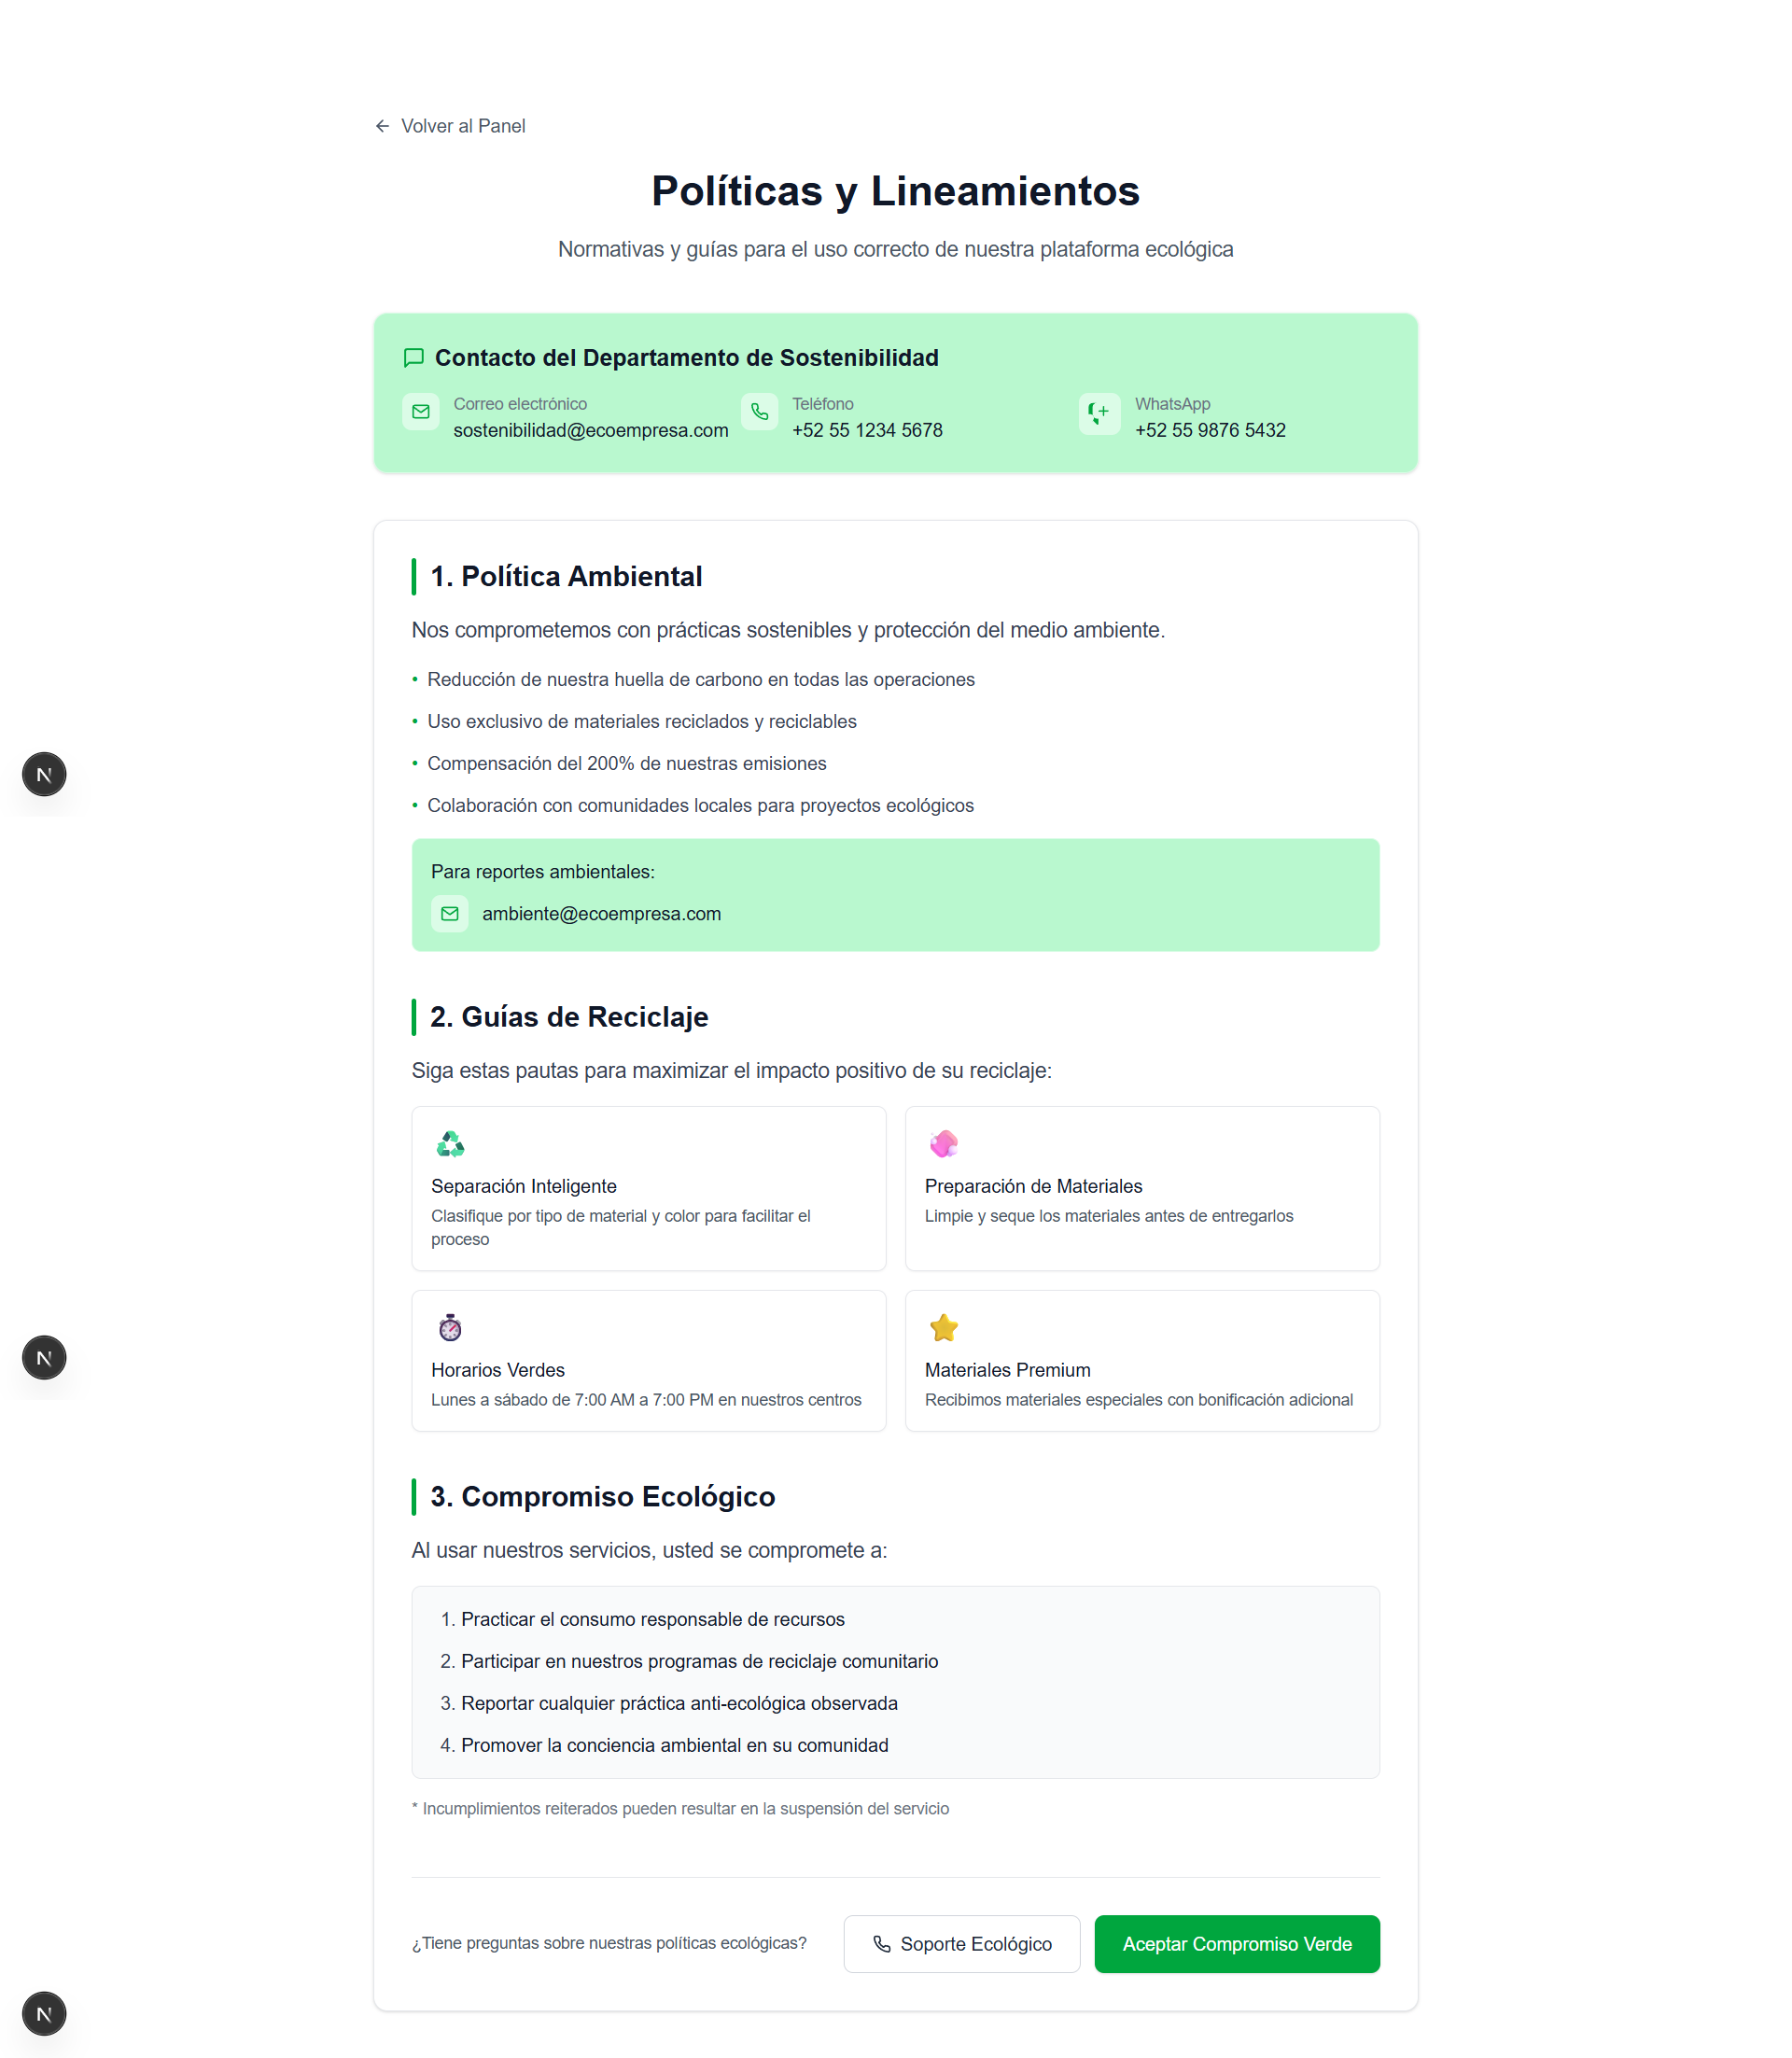 Volver al Panel
Políticas y Lineamientos
Normativas y guías para el uso correcto de nuestra plataforma ecológica
Contacto del Departamento de Sostenibilidad
Correo electrónico
sostenibilidad@ecoempresa.com
Teléfono
+52 55 1234 5678
WhatsApp
+52 55 9876 5432
1. Política Ambiental
Nos comprometemos con prácticas sostenibles y protección del medio ambiente.
• Reducción de nuestra huella de carbono en todas las operaciones
• Uso exclusivo de materiales reciclados y reciclables
• Compensación del 200% de nuestras emisiones
• Colaboración con comunidades locales para proyectos ecológicos
Para reportes ambientales:
ambiente@ecoempresa.com
2. Guías de Reciclaje
Siga estas pautas para maximizar el impacto positivo de su reciclaje:
Separación Inteligente
Clasifique por tipo de material y color para facilitar el
proceso
Preparación de Materiales
Limpie y seque los materiales antes de entregarlos
Horarios Verdes
Lunes a sábado de 7:00 AM a 7:00 PM en nuestros centros
Materiales Premium
Recibimos materiales especiales con bonificación adicional
3. Compromiso Ecológico
Al usar nuestros servicios, usted se compromete a:
1. Practicar el consumo responsable de recursos
2. Participar en nuestros programas de reciclaje comunitario
3. Reportar cualquier práctica anti-ecológica observada
4. Promover la conciencia ambiental en su comunidad
* Incumplimientos reiterados pueden resultar en la suspensión del servicio
¿Tiene preguntas sobre nuestras políticas ecológicas?
Soporte Ecológico
Aceptar Compromiso Verde
N
N
N